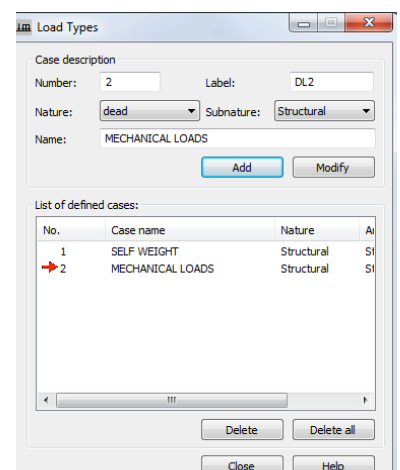 Load Types
Case description
Number: 2 Label: DL2
Nature: dead Subnature: Structural
Name: MECHANICAL LOADS
Add Modify
List of defined cases:
No. Case name Nature
1 SELF WEIGHT Structural
2 MECHANICAL LOADS Structural
Delete Delete all
Close Help